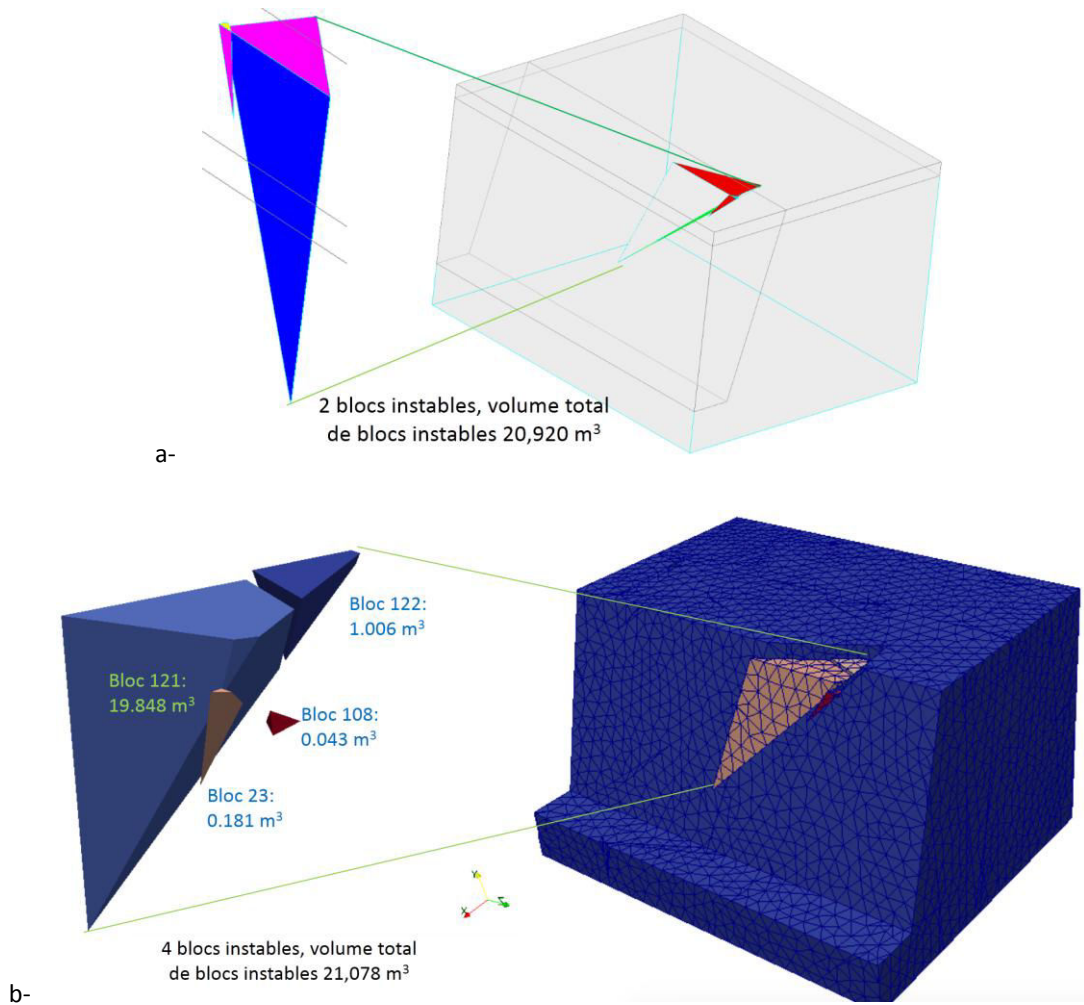 2 blocs instables, volume total
de blocs instables 20,920 m³
a-
Bloc 122:
1.006 m³
Bloc 121:
19.848 m³
Bloc 108:
0.043 m³
Bloc 23:
0.181 m³
Y
X
Z
4 blocs instables, volume total
de blocs instables 21,078 m³
b-